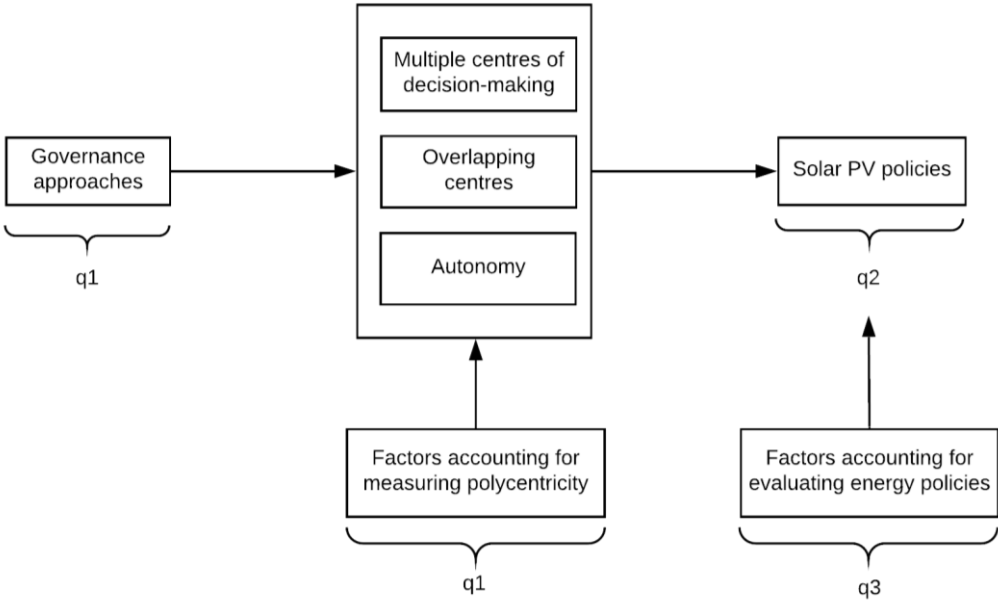 Multiple centres of
decision-making
Governance
approaches
Overlapping
centres
Solar PV policies
Autonomy
q1
q2
Factors accounting for
measuring polycentricity
Factors accounting for
evaluating energy policies
q1
q3